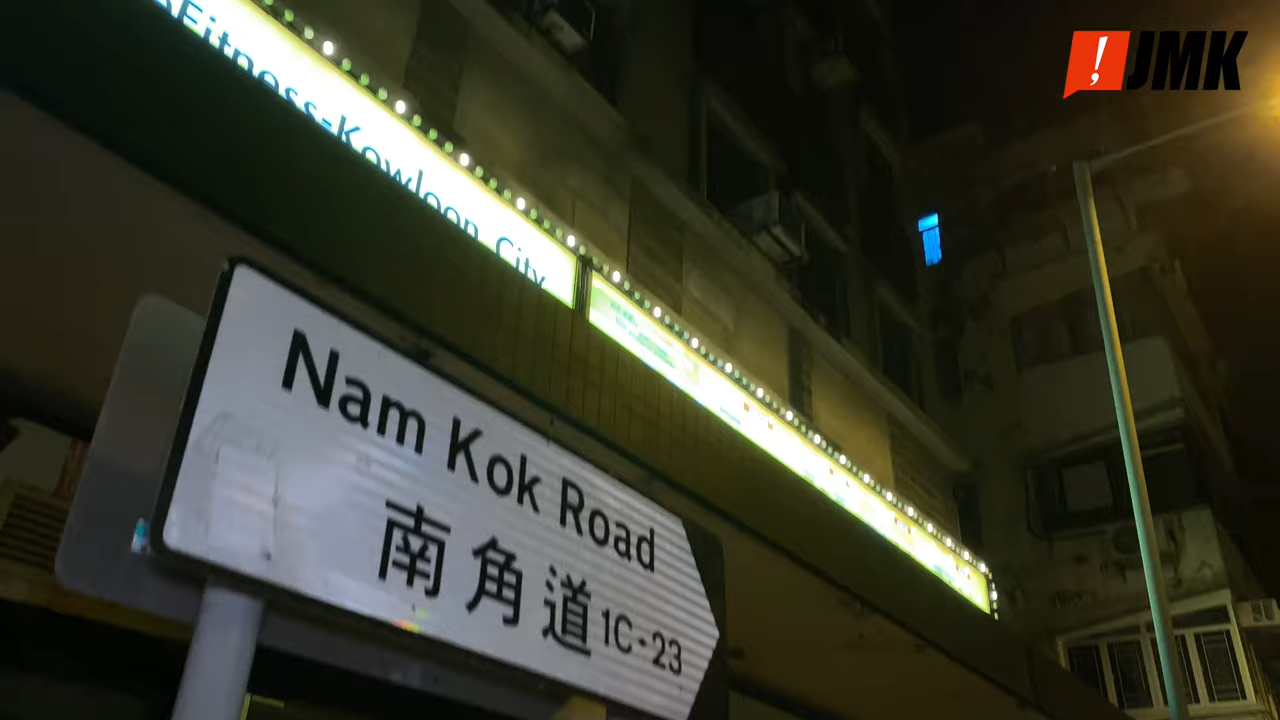 Fitness-Kowloon City
Nam Kok Road
南角道 1C-23
! JMK